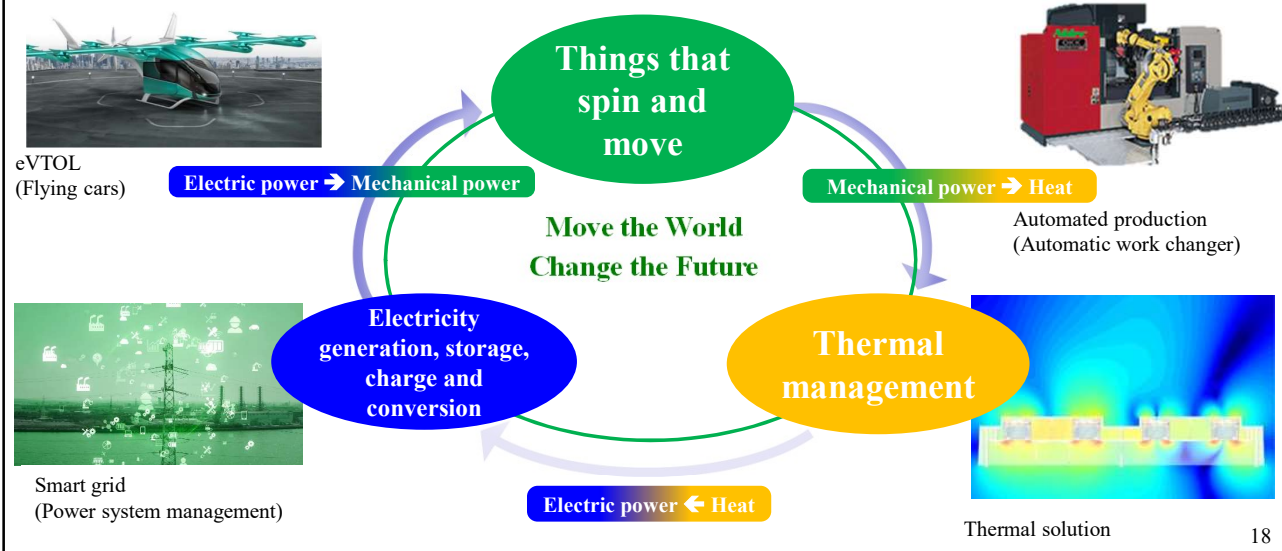 Things that
spin and
move
eVTOL
(Flying cars)
Electric power ➔ Mechanical power
Mechanical power ➔ Heat
Automated production
(Automatic work changer)
Move the World
Change the Future
Electricity
generation, storage,
charge and
conversion
Thermal
management
Smart grid
(Power system management)
Electric power 🡸 Heat
Thermal solution
18